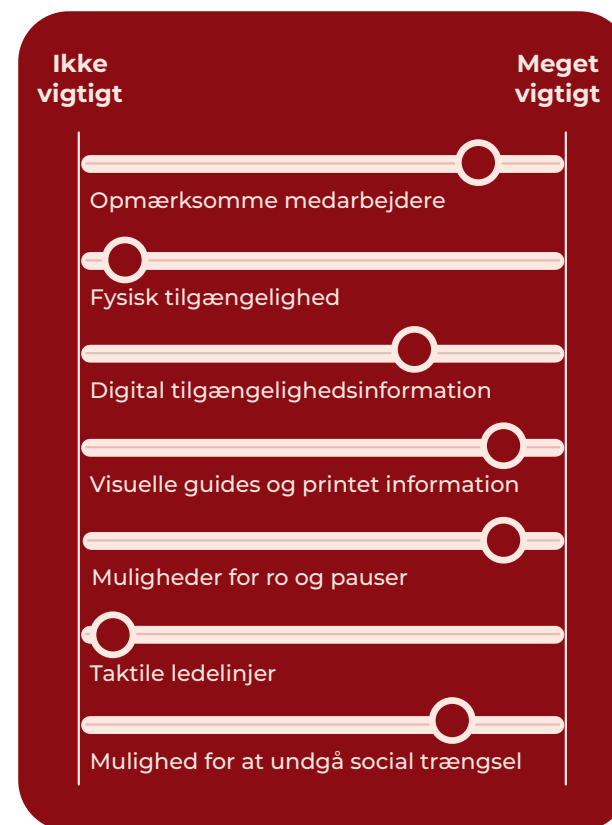 Ikke
vigtigt
Meget
vigtigt
Opmærksomme medarbejdere
Fysisk tilgængelighed
Digital tilgængelighedsinformation
Visuelle guides og printet information
Muligheder for ro og pauser
Taktile ledelinjer
Mulighed for at undgå social trængsel